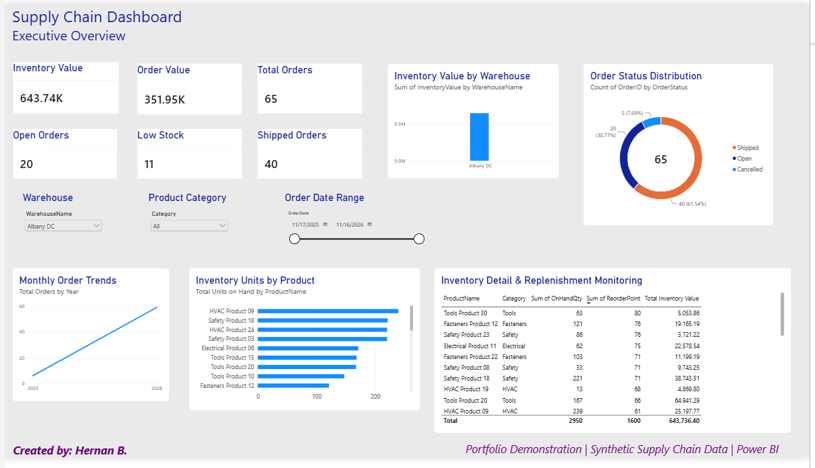 Supply Chain Dashboard
Executive Overview
Inventory Value
643.74K
Order Value
351.95K
Total Orders
65
Open Orders
20
Low Stock
11
Shipped Orders
40
Inventory Value by Warehouse
Sum of InventoryValue by WarehouseName
0.5M
0.0M
Albany DC
Order Status Distribution
Count of OrderID by OrderStatus
5 (7.69%)
20
(30.77%)
65
40 (61.54%)
Shipped
Open
Cancelled
Warehouse
WarehouseName
Albany DC
Product Category
Category
All
Order Date Range
OrderDate
11/17/2025 11/16/2026
Monthly Order Trends
Total Orders by Year
60
40
20
0
2025 2026
Inventory Units by Product
Total Units on Hand by ProductName
HVAC Product 09
Safety Product 18
HVAC Product 24
Safety Product 03
Electrical Product 06
Tools Product 15
Tools Product 20
Tools Product 10
Fasteners Product 12
0 100 200
Inventory Detail & Replenishment Monitoring
ProductName Category Sum of OnHandQty Sum of ReorderPoint Total Inventory Value
Tools Product 30 Tools 63 80 5,053.86
Fasteners Product 12 Fasteners 121 76 19,165.19
Safety Product 23 Safety 86 76 3,721.22
Electrical Product 11 Electrical 62 75 22,578.54
Fasteners Product 22 Fasteners 103 71 11,199.19
Safety Product 08 Safety 33 71 9,743.25
Safety Product 18 Safety 221 71 38,743.51
HVAC Product 19 HVAC 13 68 4,869.80
Tools Product 20 Tools 167 66 64,941.29
HVAC Product 09 HVAC 239 61 25,197.77
Total 2950 1600 643,736.40
Created by: Hernan B.
Portfolio Demonstration | Synthetic Supply Chain Data | Power BI